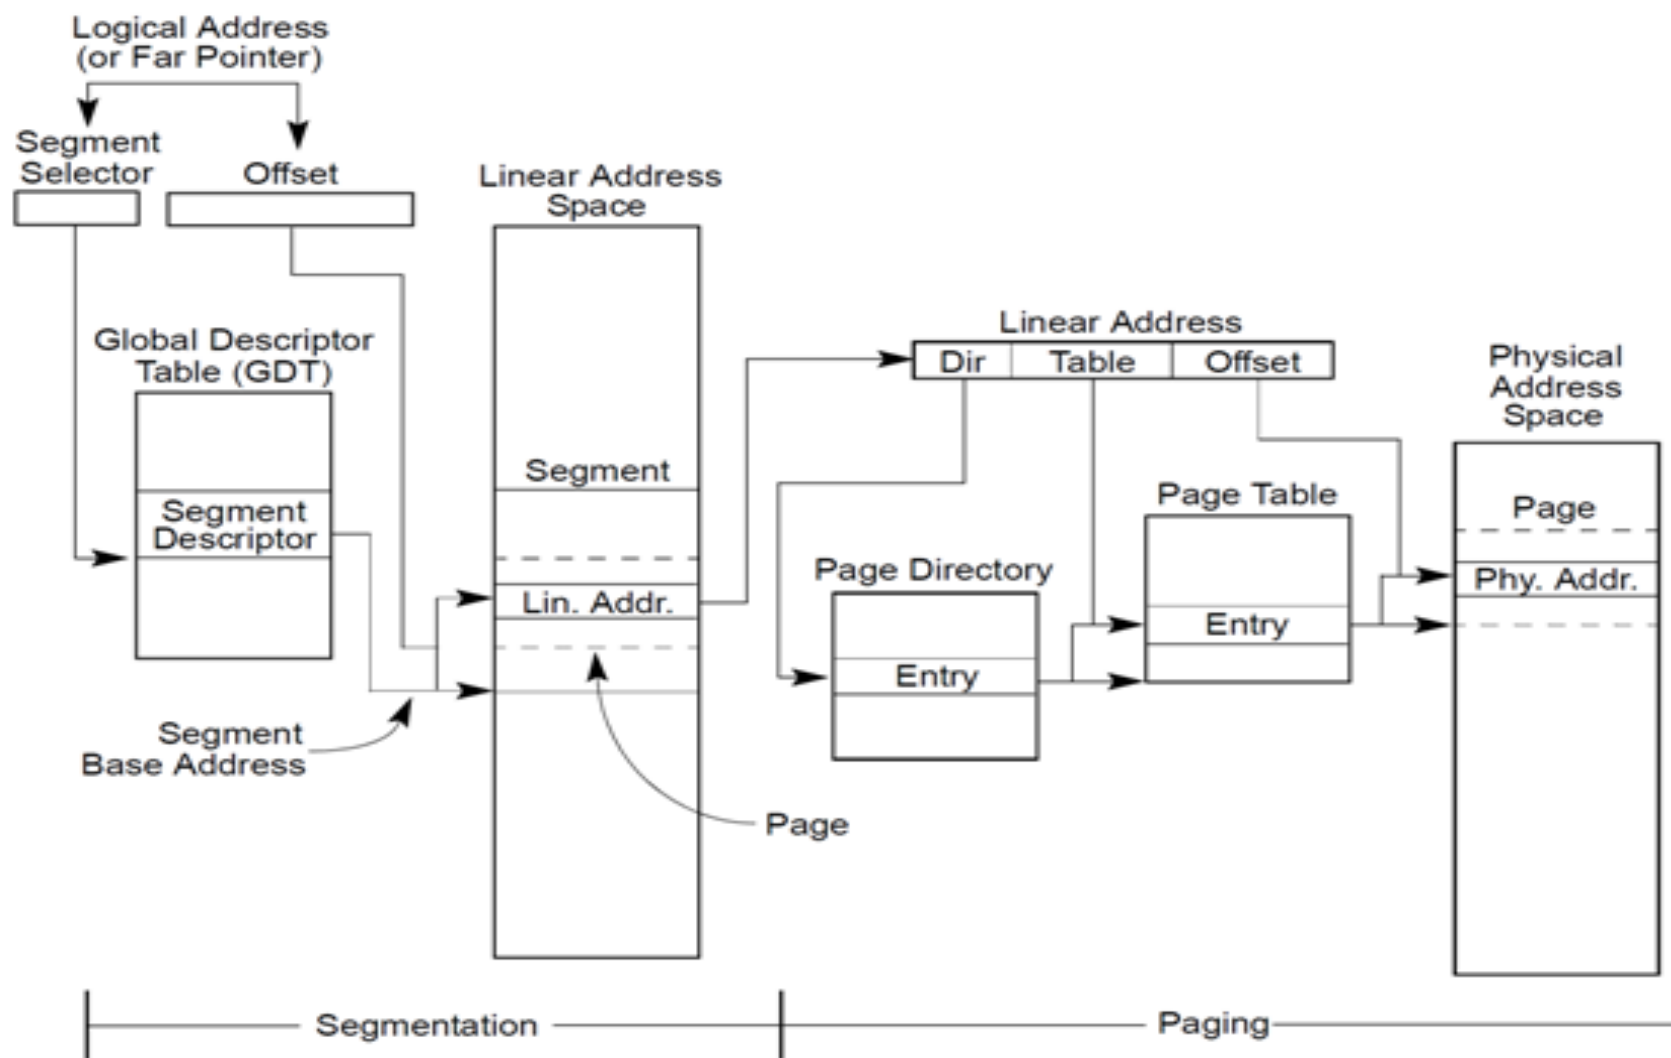 Logical Address
(or Far Pointer)
Segment
Selector
Offset
Linear Address
Space
Global Descriptor
Table (GDT)
Segment
Descriptor
Segment
Lin. Addr.
Segment
Base Address
Page
Linear Address
Dir Table Offset
Page Directory
Entry
Page Table
Entry
Physical
Address
Space
Page
Phy. Addr.
Segmentation
Paging